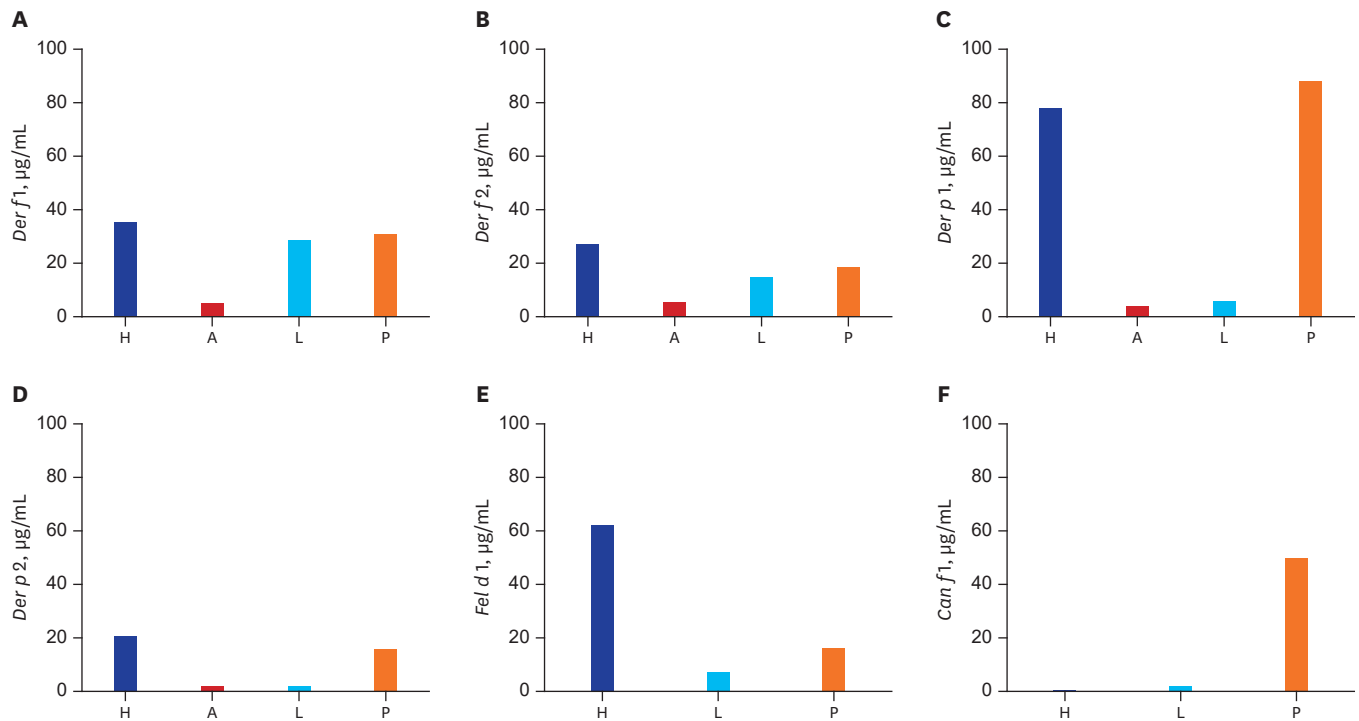 A
100
80
60
40
20
0
Der f 1, µg/mL
H A L P
B
100
80
60
40
20
0
Der f 2, µg/mL
H A L P
C
100
80
60
40
20
0
Der p 1, µg/mL
H A L P
D
100
80
60
40
20
0
Der p 2, µg/mL
H A L P
E
100
80
60
40
20
0
Fel d 1, µg/mL
H L P
F
100
80
60
40
20
0
Can f 1, µg/mL
H L P